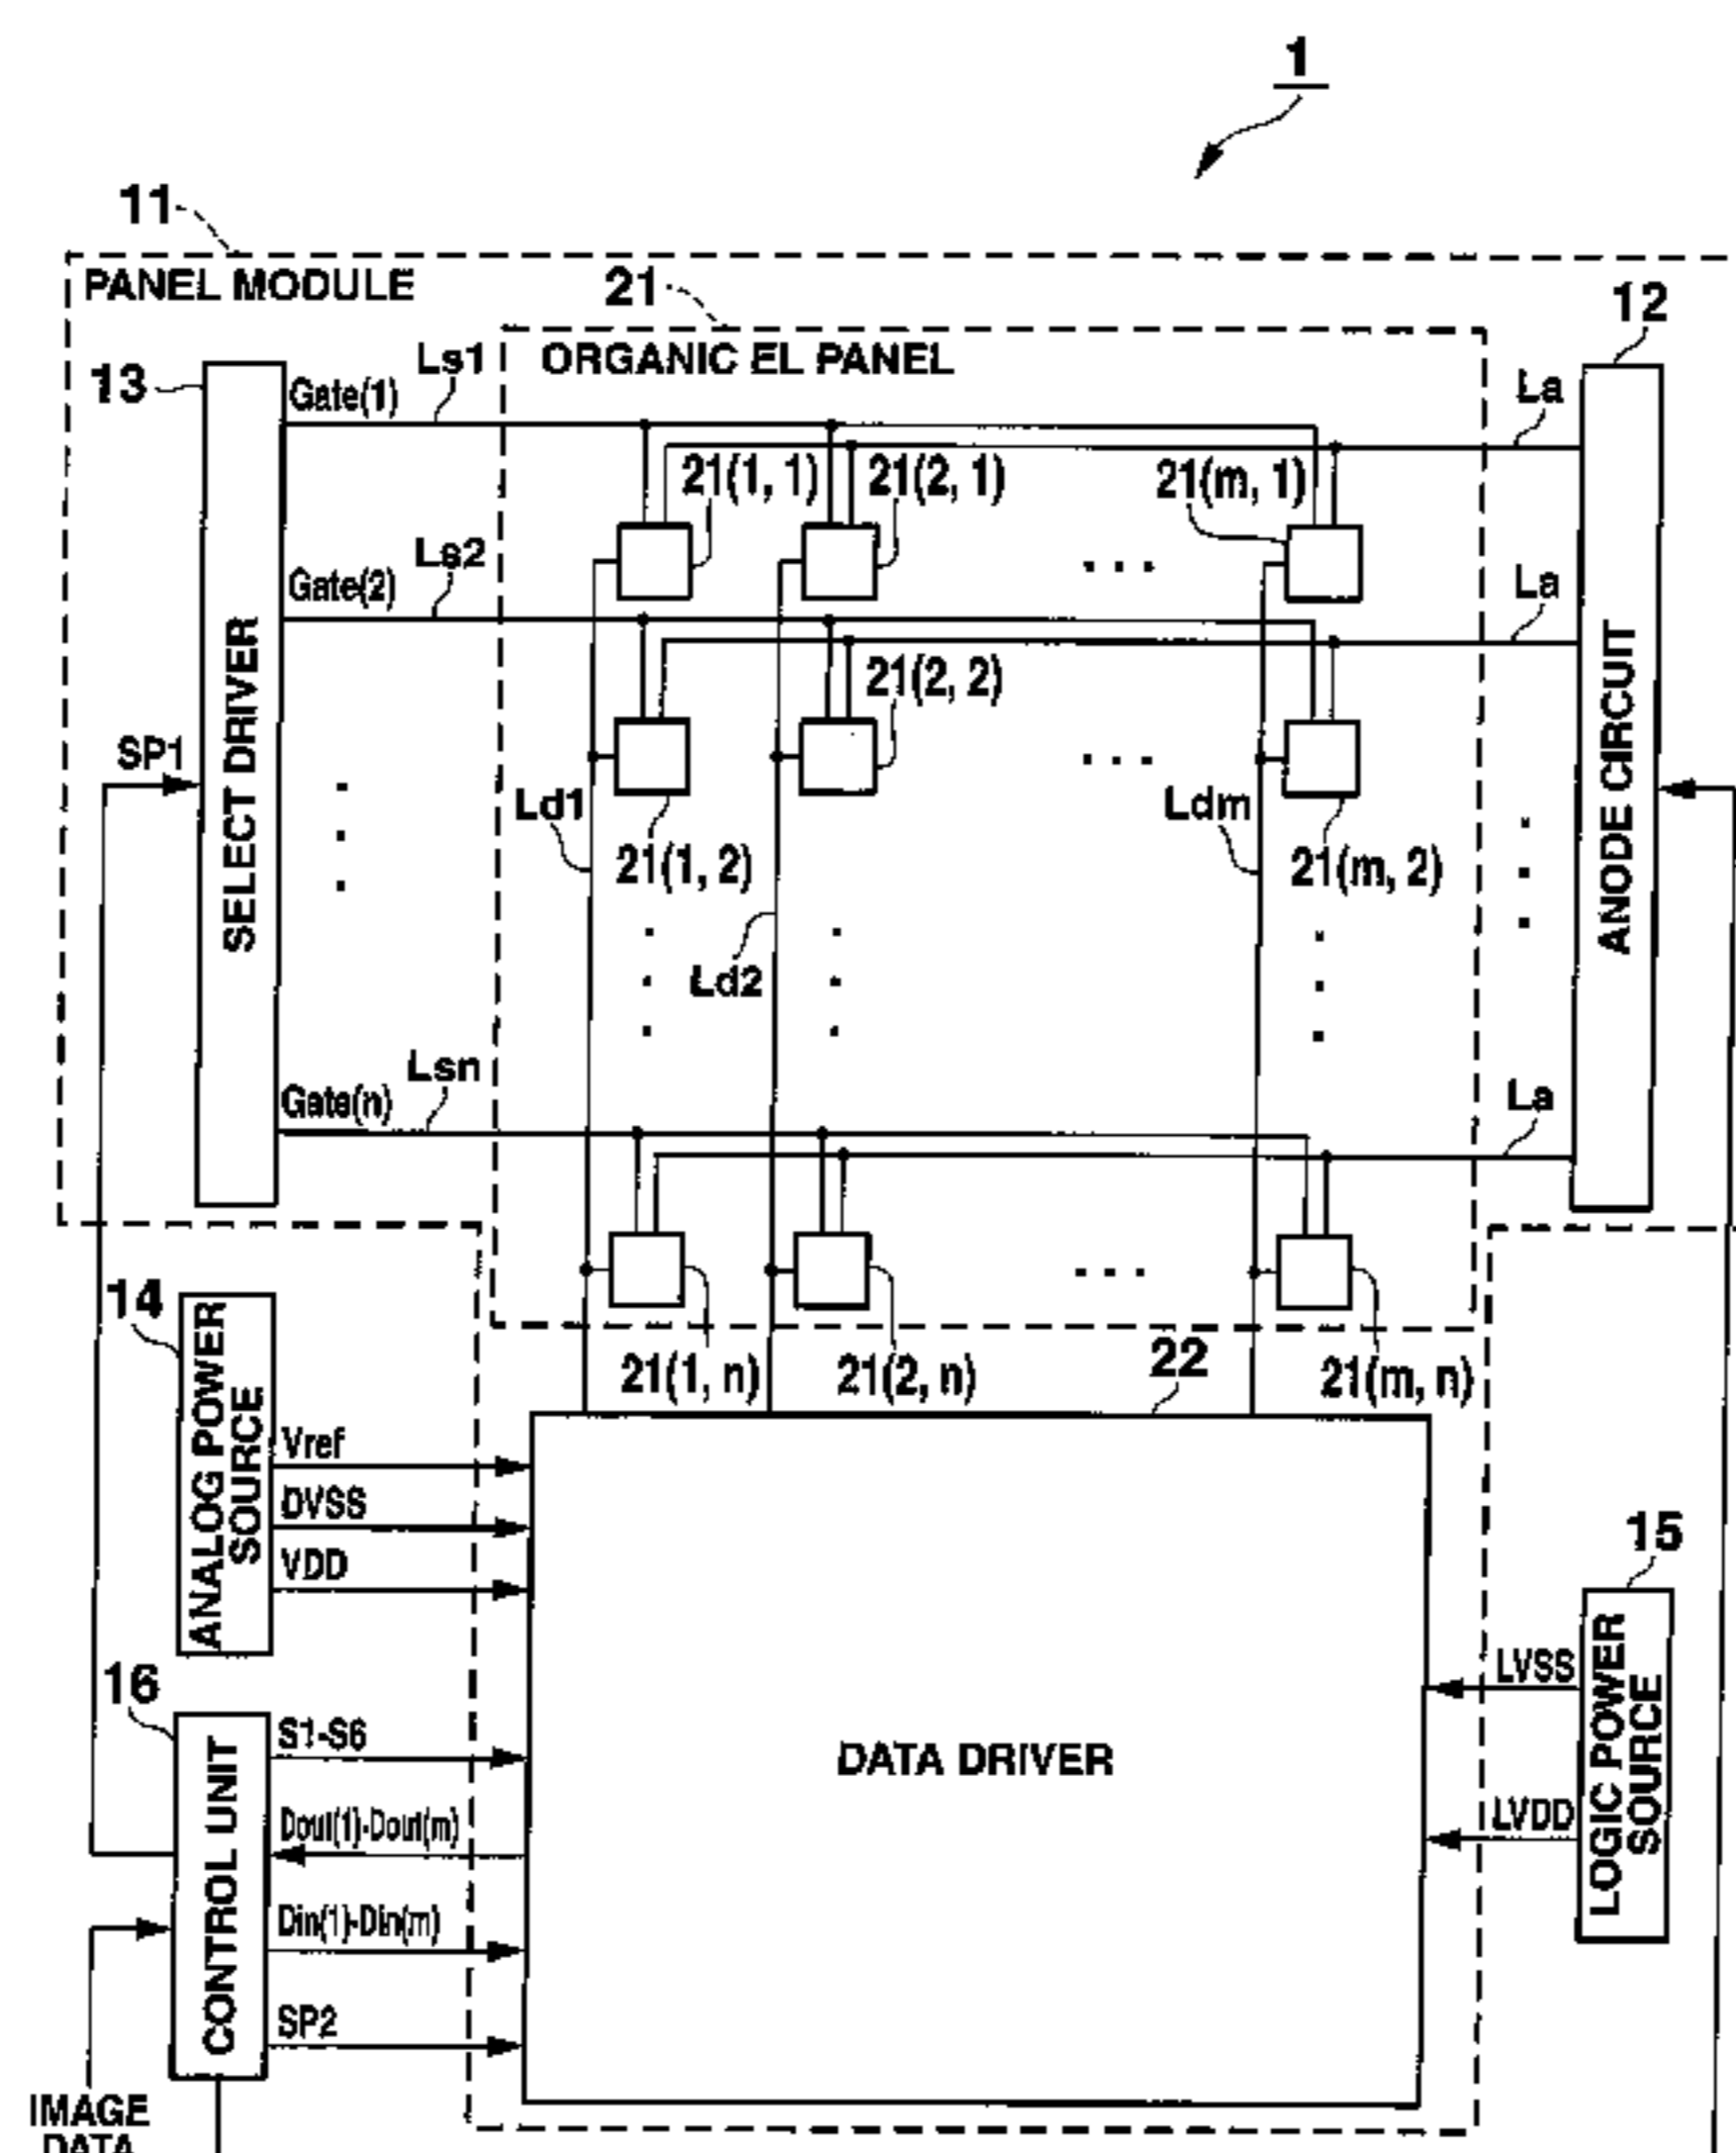 1
11
PANEL MODULE
21
12
13
Ls1
ORGANIC EL PANEL
La
Gate(1)
21(1, 1)
21(2, 1)
21(m, 1)
Ls2
Gate(2)
La
21(2, 2)
SELECT DRIVER
ANODE CIRCUIT
SP1
Ld1
Ldm
21(1, 2)
21(m, 2)
Ld2
Lsn
Gate(n)
La
14
21(1, n)
21(2, n)
22
21(m, n)
ANALOG POWER
SOURCE
Vref
DVSS
VDD
15
16
LVSS
LOGIC POWER
SOURCE
S1-S6
DATA DRIVER
CONTROL UNIT
Dout(1)-Dout(m)
LVDD
Din(1)-Din(m)
SP2
IMAGE
DATA